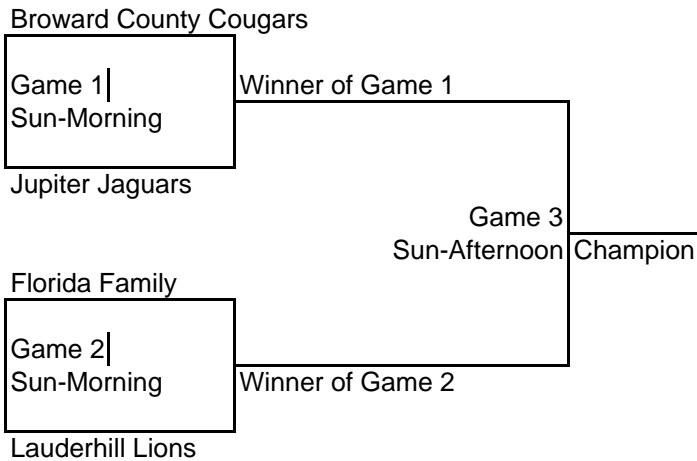 Broward County Cougars
Game 1
Winner of Game 1
Sun-Morning
Jupiter Jaguars
Game 3
Sun-Afternoon
Champion
Florida Family
Game 2
Sun-Morning
Winner of Game 2
Lauderhill Lions